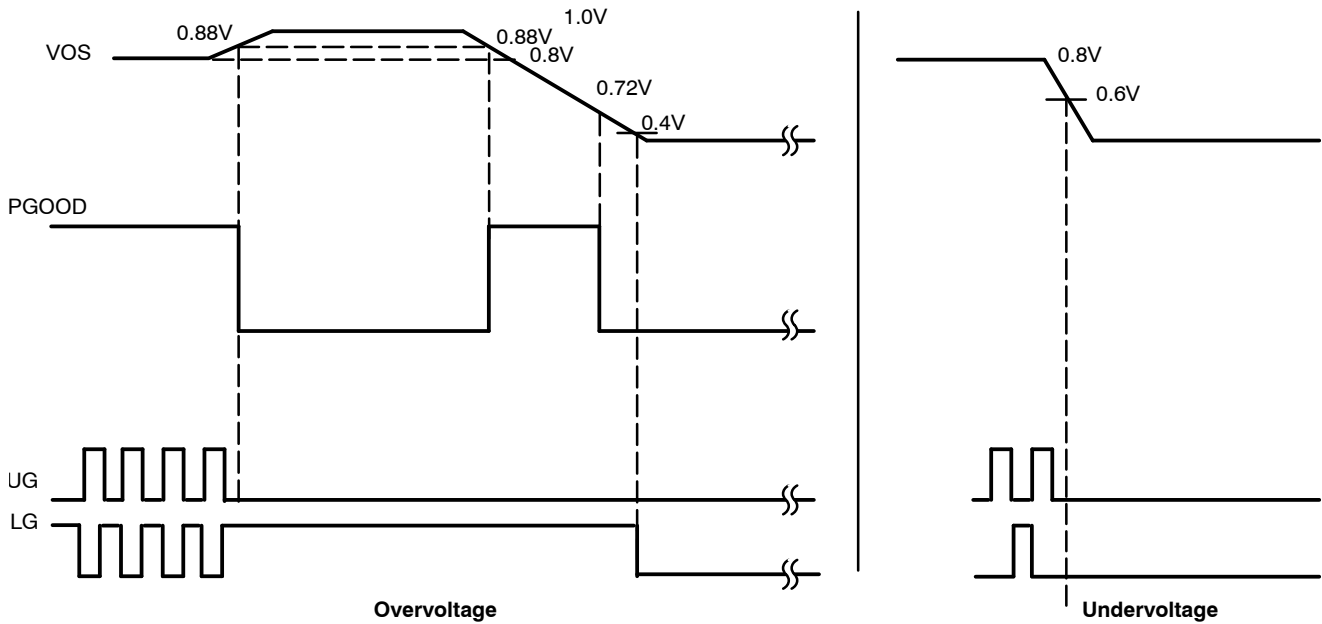 1.0V
0.88V
0.88V
VOS
0.8V
0.8V
0.72V
0.6V
0.4V
PGOOD
UG
LG
Overvoltage
Undervoltage